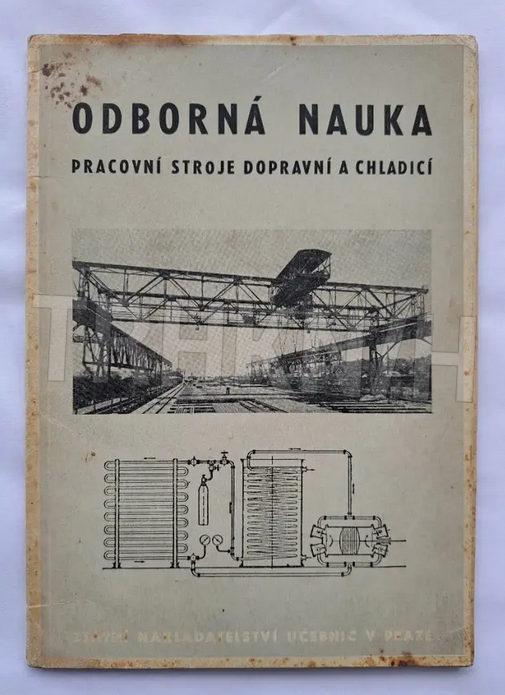 ODBORNÁ NAUKA
PRACOVNÍ STROJE DOPRAVNÍ A CHLADICÍ
STÁTNÍ NAKLADATELSTVÍ UČEBNIC V PRAZE